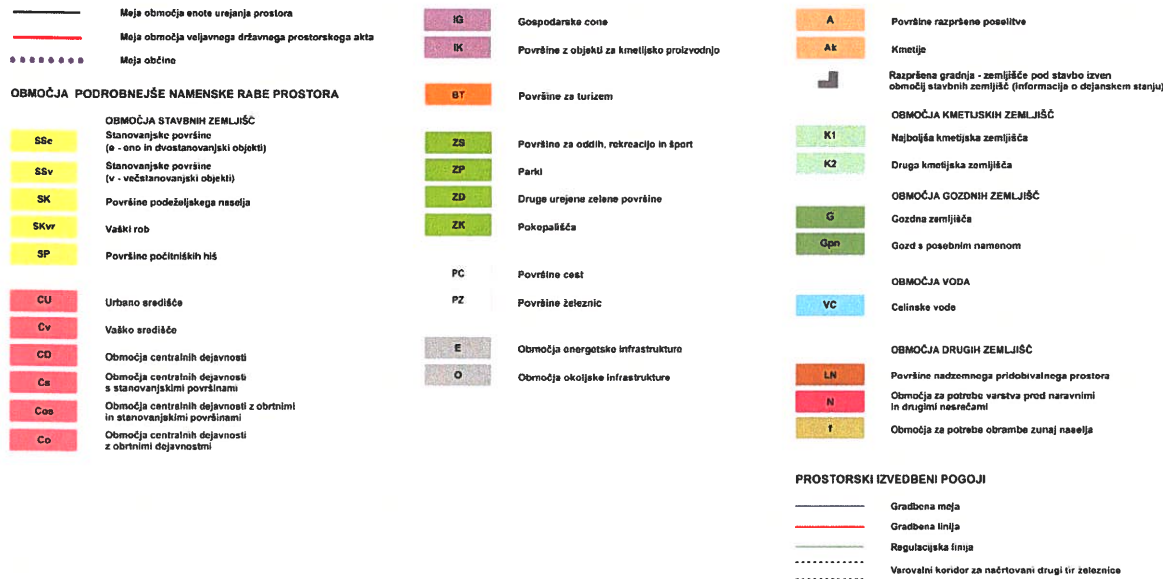 Meja območja enote urejanja prostora
Meja območja veljavnega državnega prostorskega akta
Meja občine
OBMOČJA PODROBNEJŠE NAMENSKE RABE PROSTORA
OBMOČJA STAVBNIH ZEMLJIŠČ
SSe Stanovanjske površine
(e - eno in dvostanovanjski objekti)
SSv Stanovanjske površine
(v - večstanovanjski objekti)
SK Površine podeželjskega naselja
SKvr Vaški rob
SP Površine počitniških hiš
CU Urbano središče
Cv Vaško središče
CD Območja centralnih dejavnosti
Cs Območja centralnih dejavnosti
s stanovanjskimi površinami
Cos Območja centralnih dejavnosti z obrtnimi
in stanovanjskimi površinami
Co Območja centralnih dejavnosti
z obrtnimi dejavnostmi
IG Gospodarske cone
IK Površine z objekti za kmetijsko proizvodnjo
BT Površine za turizem
ZS Površine za oddih, rekreacijo in šport
ZP Parki
ZD Druge urejene zelene površine
ZK Pokopališča
PC Površine cest
PZ Površine železnic
E Območja energetske infrastrukture
O Območja okoljske infrastrukture
A Površine razpršene poselitve
Ak Kmetije
Razpršena gradnja - zemljišče pod stavbo izven
območij stavbnih zemljišč (informacija o dejanskem stanju)
OBMOČJA KMETIJSKIH ZEMLJIŠČ
K1 Najboljša kmetijska zemljišča
K2 Druga kmetijska zemljišča
OBMOČJA GOZDNIH ZEMLJIŠČ
G Gozdna zemljišča
Gpn Gozd s posebnim namenom
OBMOČJA VODA
VC Celinske vode
OBMOČJA DRUGIH ZEMLJIŠČ
LN Površine nadzemnega pridobivalnega prostora
N Območja za potrebe varstva pred naravnimi
in drugimi nesrečami
f Območja za potrebe obrambe zunaj naselja
PROSTORSKI IZVEDBENI POGOJI
Gradbena meja
Gradbena linija
Regulacijska linija
Varovalni koridor za načrtovani drugi tir železnice